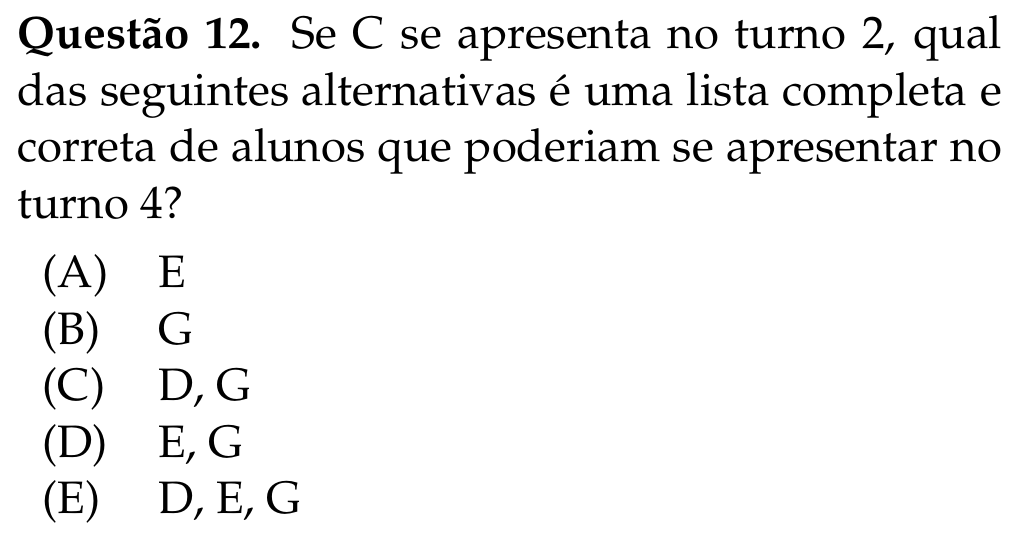 Questão 12. Se C se apresenta no turno 2, qual
das seguintes alternativas é uma lista completa e
correta de alunos que poderiam se apresentar no
turno 4?
(A) E
(B) G
(C) D, G
(D) E, G
(E) D, E, G